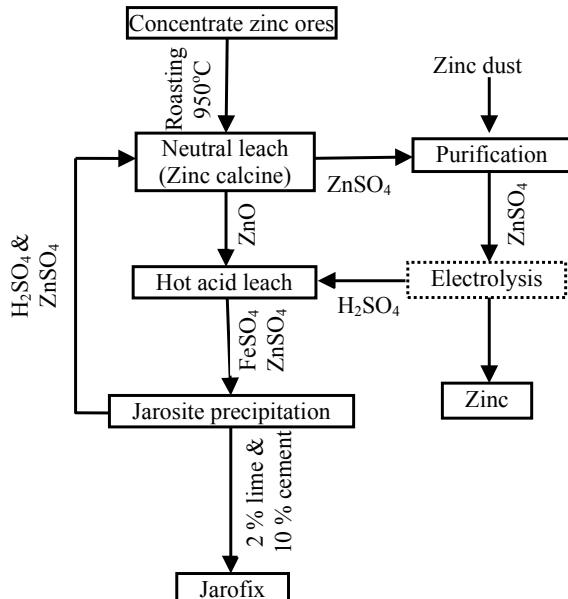 Concentrate zinc ores
Roasting
950°C
Zinc dust
Neutral leach
(Zinc calcine)
ZnSO₄
Purification
H₂SO₄ &
ZnSO₄
ZnO
ZnSO₄
Hot acid leach
H₂SO₄
Electrolysis
FeSO₄
ZnSO₄
Jarosite precipitation
Zinc
2 % lime &
10 % cement
Jarofix